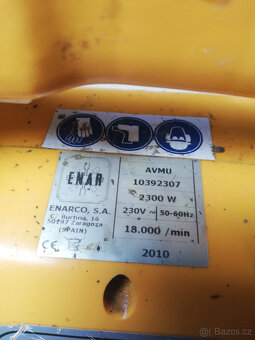 ENAR
ENARCO, S.A.
C/ Burtina, 16
50197 Zaragoza
(SPAIN)
CE
AVMU
10392307
2300 W
230V ~ 50-60Hz
18.000 /min
2010
© Bazos.cz